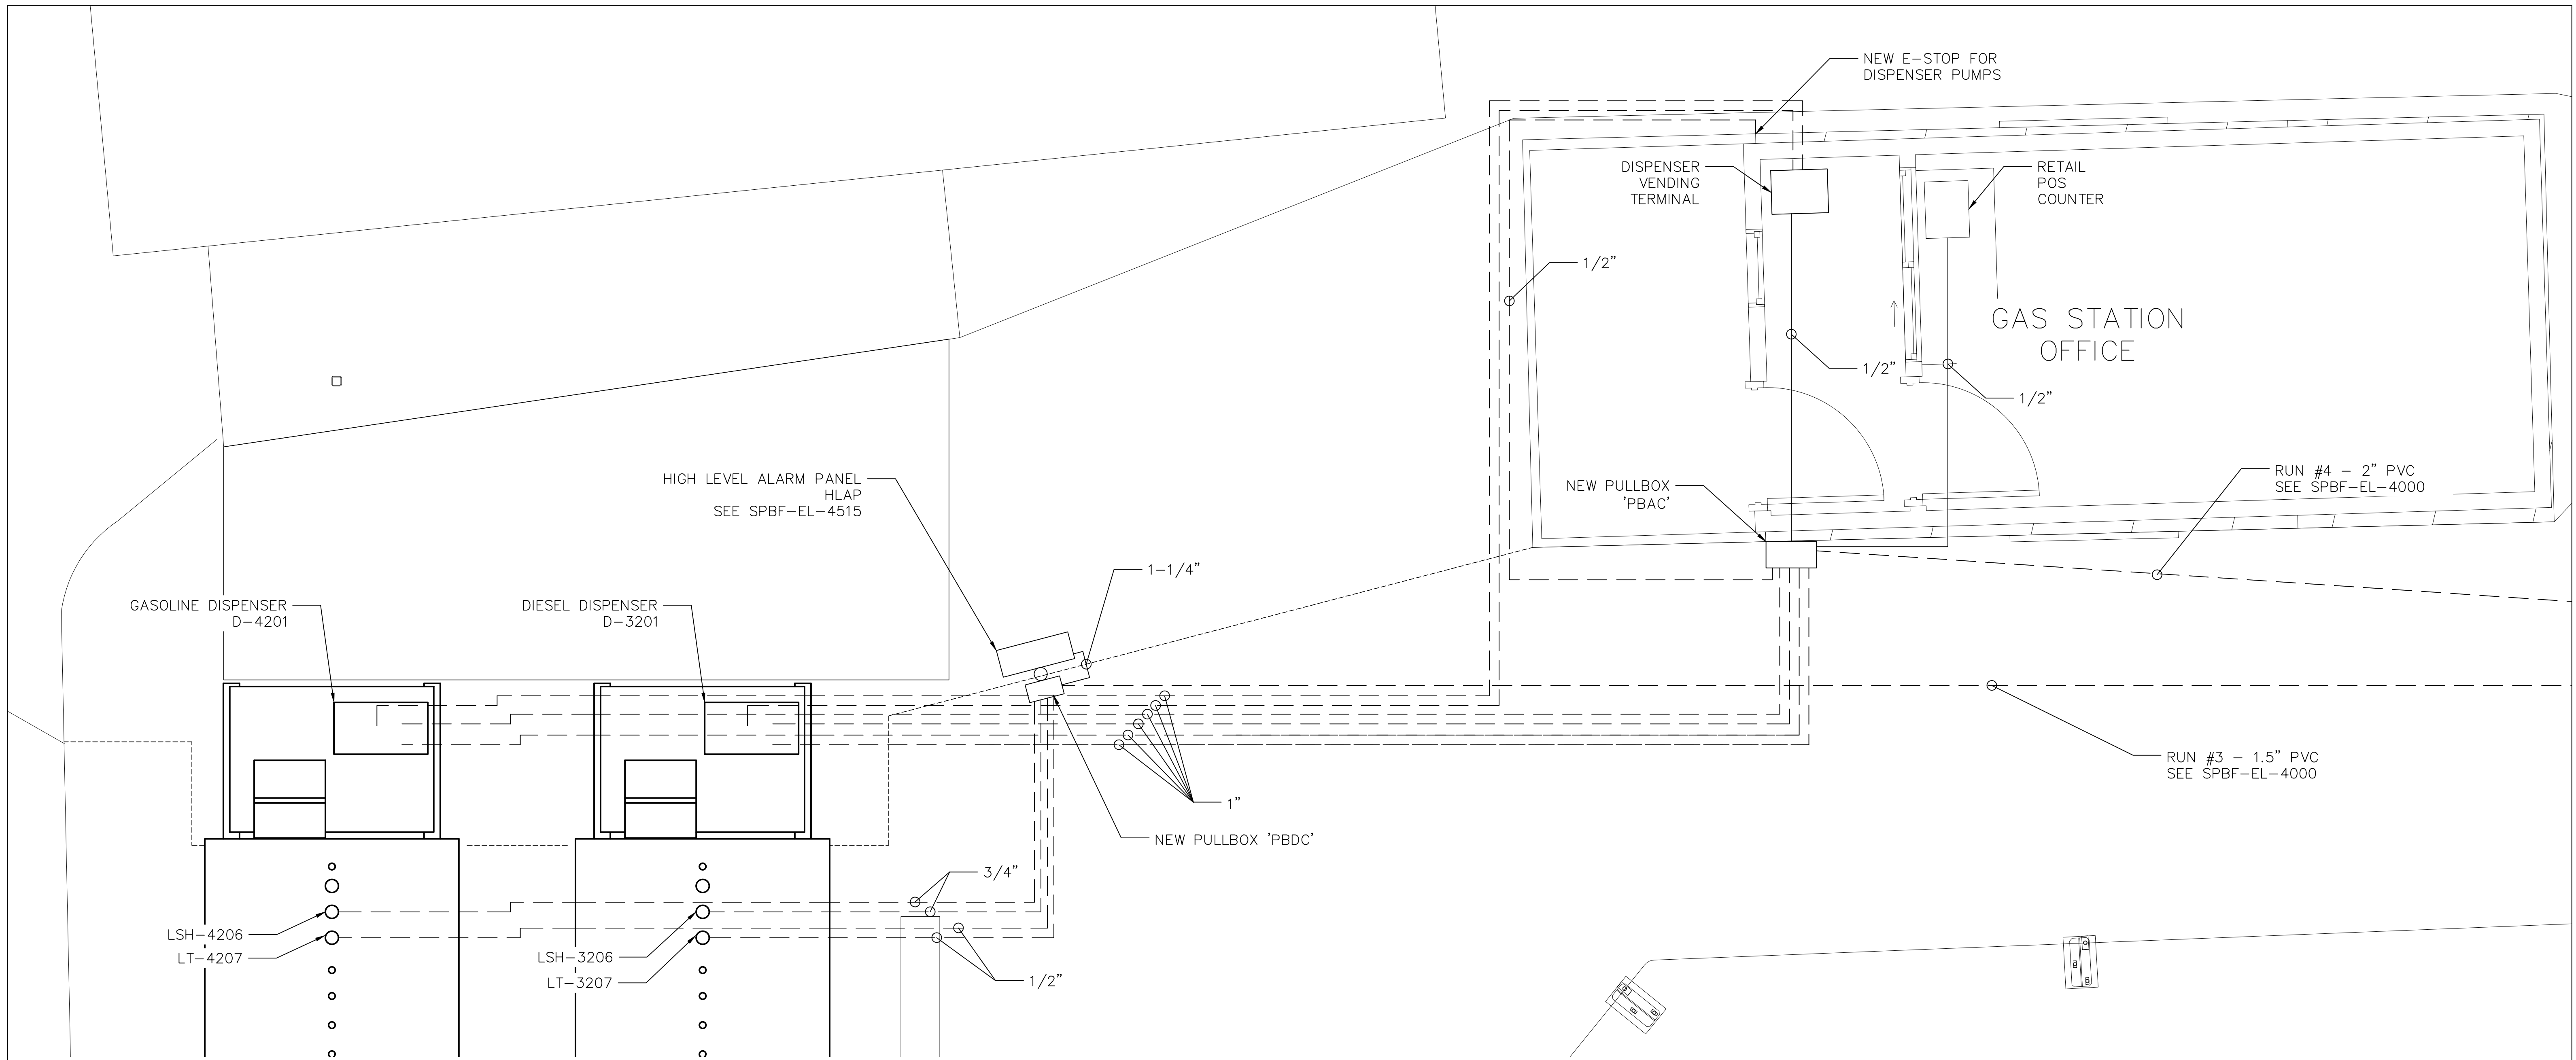 NEW E-STOP FOR
DISPENSER PUMPS
DISPENSER
VENDING
TERMINAL
RETAIL
POS
COUNTER
1/2"
GAS STATION
OFFICE
1/2"
1/2"
HIGH LEVEL ALARM PANEL
HLAP
SEE SPBF-EL-4515
NEW PULLBOX
'PBAC'
RUN #4 - 2" PVC
SEE SPBF-EL-4000
1-1/4"
GASOLINE DISPENSER
D-4201
DIESEL DISPENSER
D-3201
RUN #3 - 1.5" PVC
SEE SPBF-EL-4000
1"
NEW PULLBOX 'PBDC'
3/4"
LSH-4206
LT-4207
LSH-3206
LT-3207
1/2"